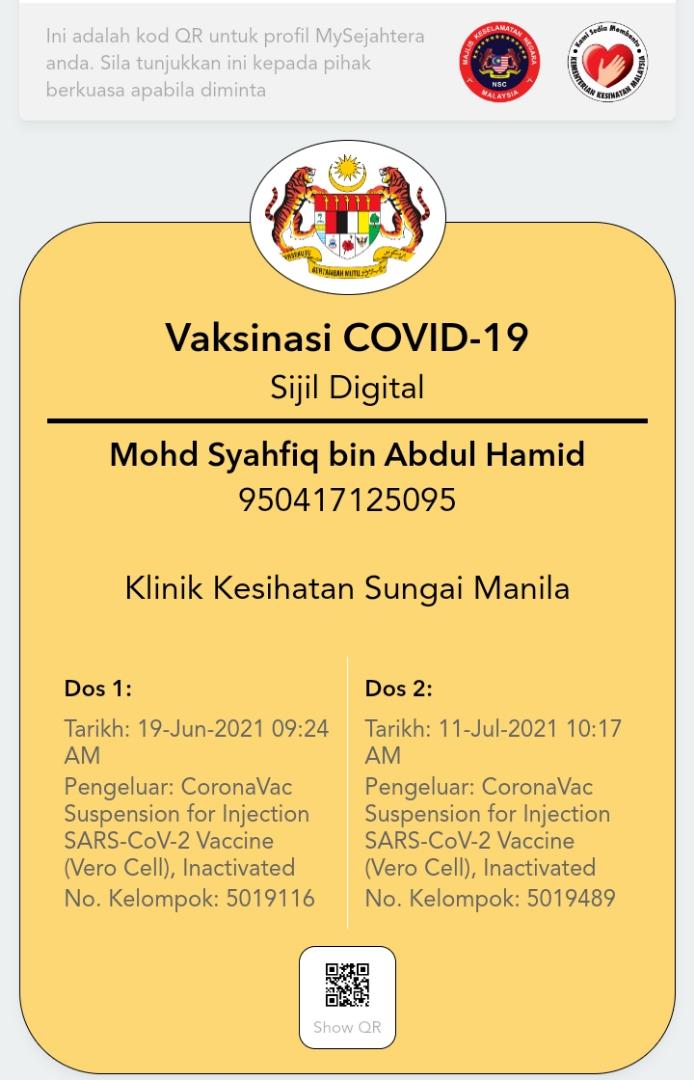 Ini adalah kod QR untuk profil MySejahtera
anda. Sila tunjukkan ini kepada pihak
berkuasa apabila diminta
MAJLIS KESELAMATAN NEGARA
NSC
MALAYSIA
Kami Sedia Membantu
KEMENTERIAN KESIHATAN MALAYSIA
BERTAMBAH MUTU
Vaksinasi COVID-19
Sijil Digital
Mohd Syahfiq bin Abdul Hamid
950417125095
Klinik Kesihatan Sungai Manila
Dos 1:
Tarikh: 19-Jun-2021 09:24
AM
Pengeluar: CoronaVac
Suspension for Injection
SARS-CoV-2 Vaccine
(Vero Cell), Inactivated
No. Kelompok: 5019116
Dos 2:
Tarikh: 11-Jul-2021 10:17
AM
Pengeluar: CoronaVac
Suspension for Injection
SARS-CoV-2 Vaccine
(Vero Cell), Inactivated
No. Kelompok: 5019489
Show QR